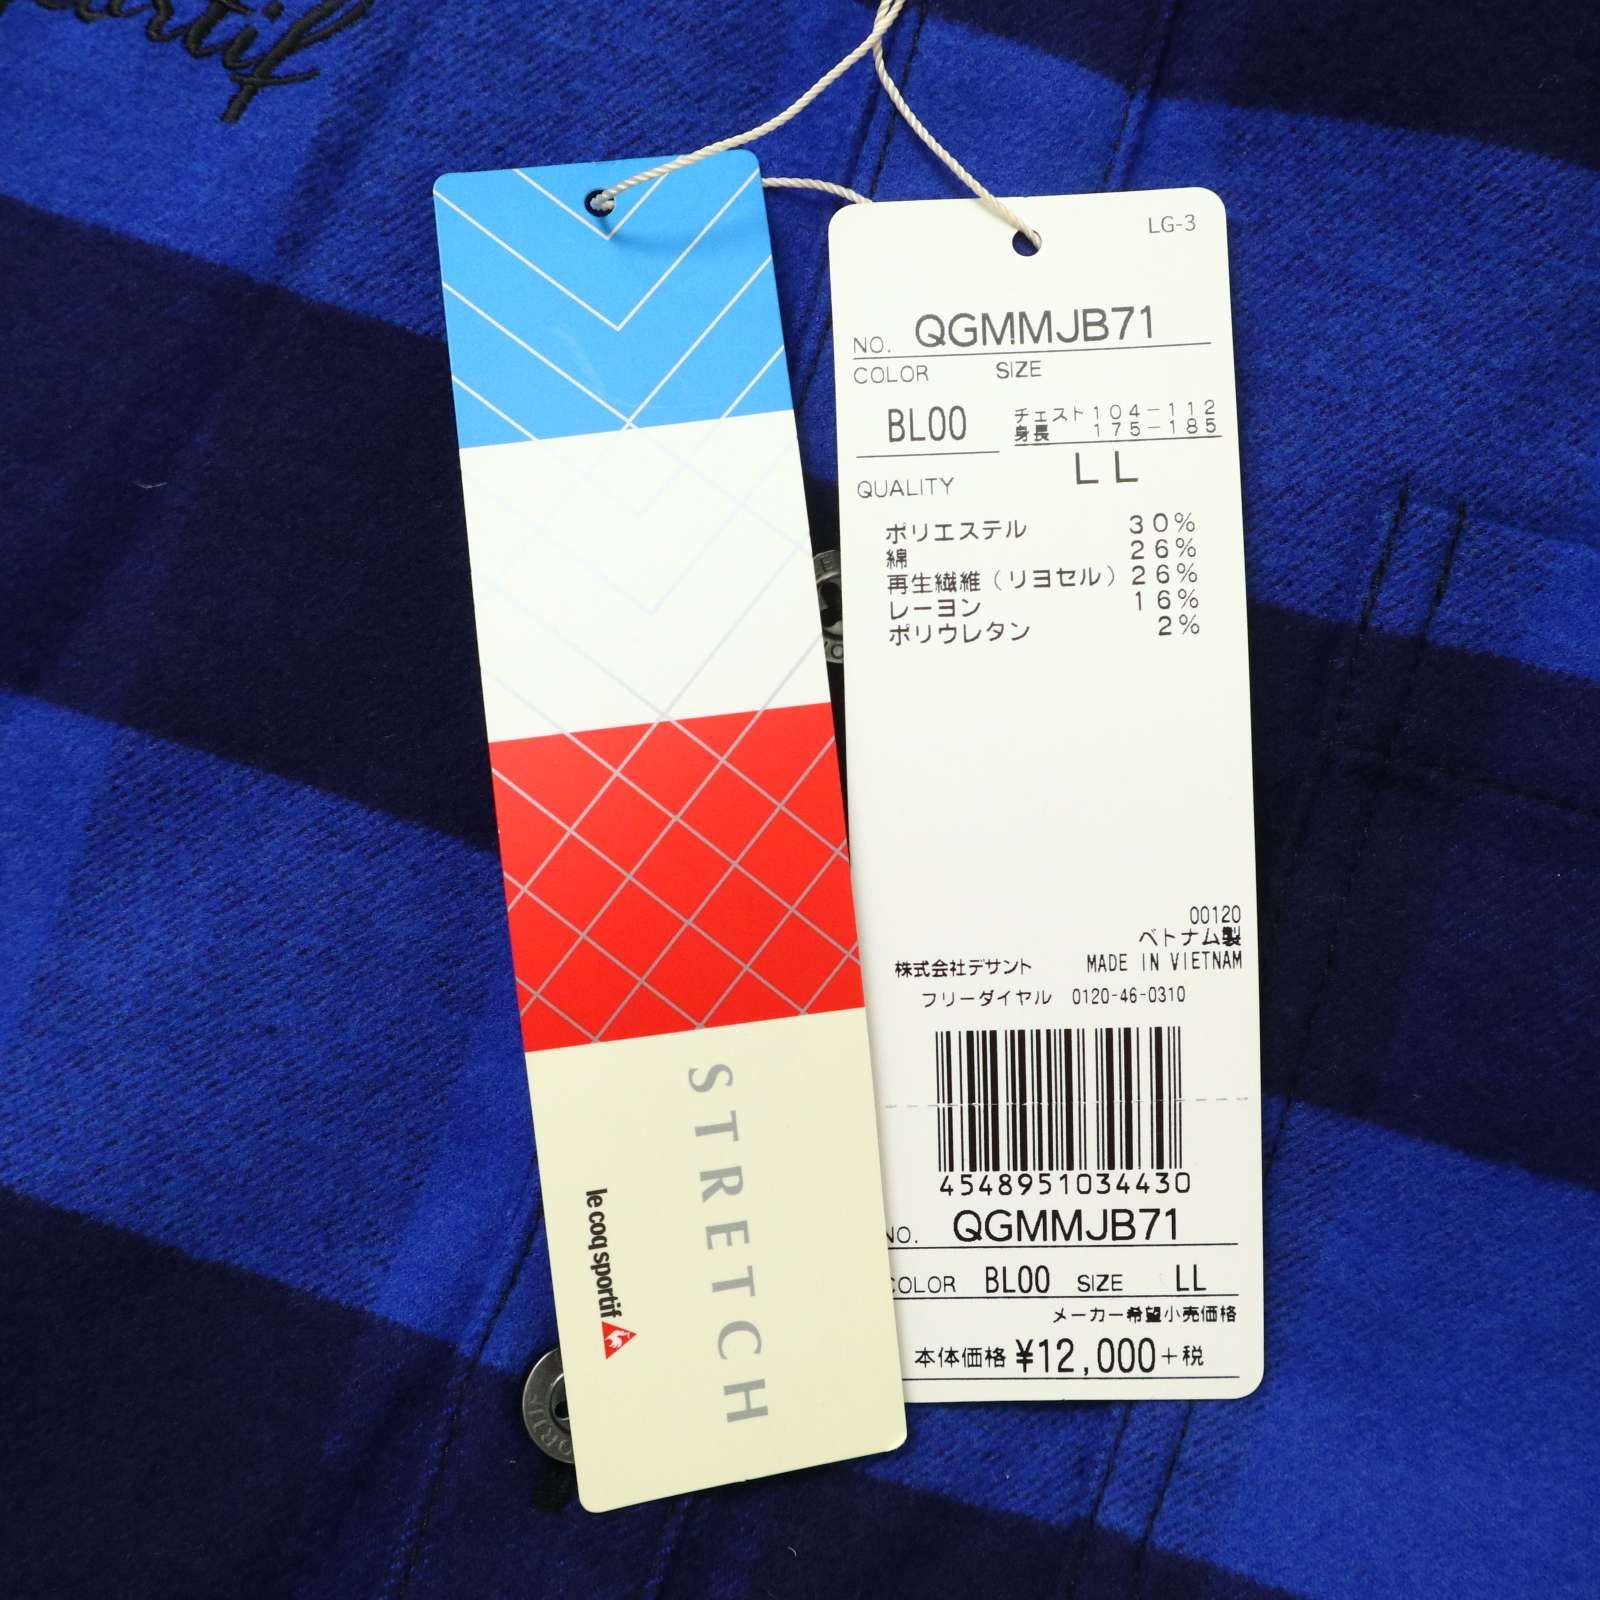 LG-3
NO. QGMMJB71
COLOR SIZE
BL00
チェスト 104-112
身長 175-185
LL
QUALITY
ポリエステル 30%
綿 26%
再生繊維(リヨセル) 26%
レーヨン 16%
ポリウレタン 2%
00120
ベトナム製
株式会社デサント MADE IN VIETNAM
フリーダイヤル 0120-46-0310
4548951034430
NO. QGMMJB71
COLOR BL00 SIZE LL
メーカー希望小売価格
本体価格 ¥12,000+税
STRETCH
le coq sportif